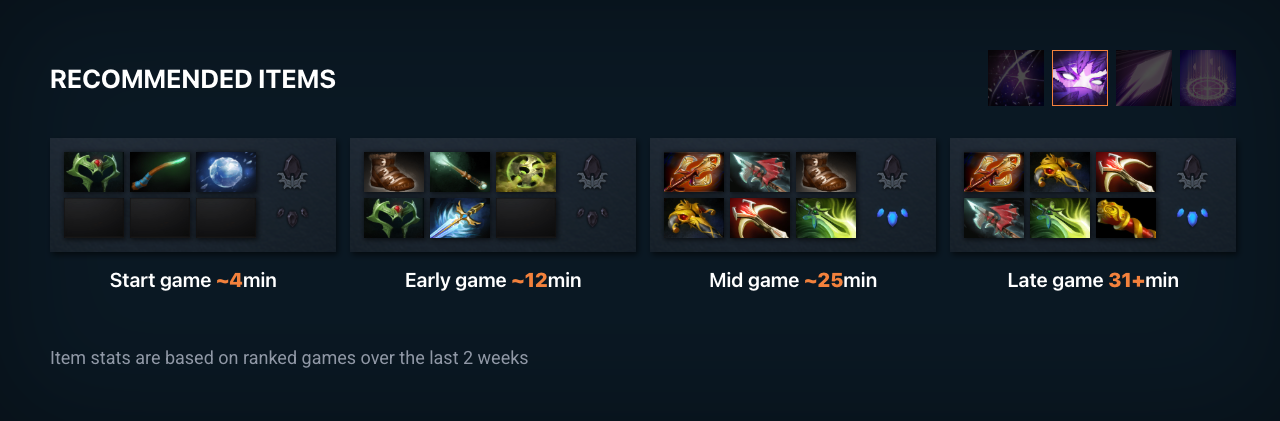 RECOMMENDED ITEMS
Start game ~4min
Early game ~12min
Mid game ~25min
Late game 31+min
Item stats are based on ranked games over the last 2 weeks